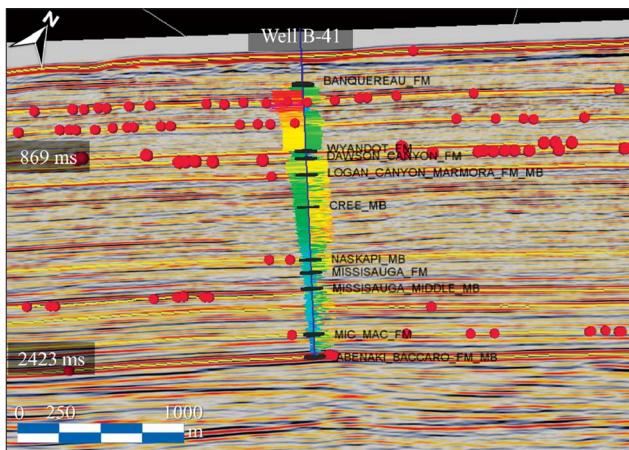 N
Well B-41
BANQUEREAU_FM
869 ms
WYANDOT_FM
DAWSON_CANYON_FM
LOGAN_CANYON_MARMORA_FM_MB
CREE_MB
NASKAPI_MB
MISSISAUGA_FM
MISSISAUGA_MIDDLE_MB
MIC_MAC_FM
2423 ms
ABENAKI_BACCARO_FM_MB
0 250 1000
m